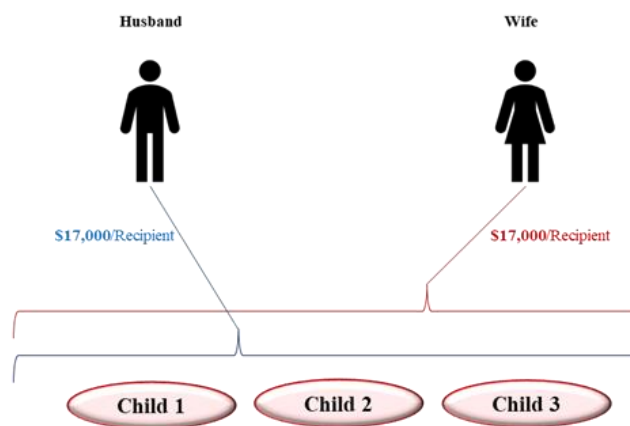 Husband
Wife
$17,000/Recipient
$17,000/Recipient
Child 1
Child 2
Child 3